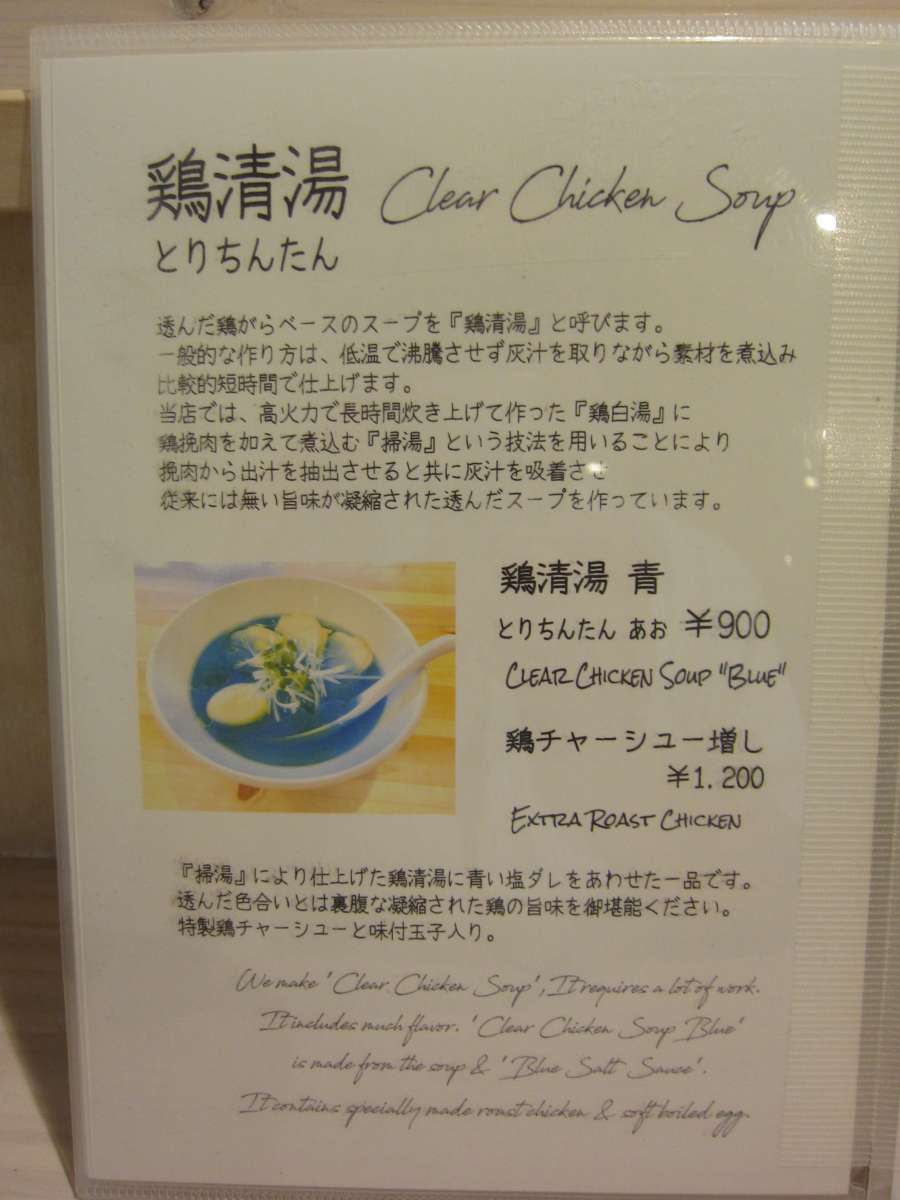 鶏清湯 Clear Chicken Soup
とりちんたん
透んだ鶏がらベースのスープを『鶏清湯』と呼びます。
一般的な作り方は、低温で沸騰させず灰汁を取りながら素材を煮込み
比較的短時間で仕上げます。
当店では、高火力で長時間炊き上げて作った『鶏白湯』に
鶏挽肉を加えて煮込む『掃湯』という技法を用いることにより
挽肉から出汁を抽出させると共に灰汁を吸着させ
従来には無い旨味が凝縮された透んだスープを作っています。
鶏清湯 青
とりちんたん あお ¥900
CLEAR CHICKEN SOUP "BLUE"
鶏チャーシュー増し
¥1.200
EXTRA ROAST CHICKEN
『掃湯』により仕上げた鶏清湯に青い塩ダレをあわせた一品です。
透んだ色合いとは裏腹な凝縮された鶏の旨味を御堪能ください。
特製鶏チャーシューと味付玉子入り。
We make 'Clear Chicken Soup', It requires a lot of work.
It includes much flavor. 'Clear Chicken Soup Blue'
is made from the soup & 'Blue Salt Sauce'.
It contains specially made roast chicken & soft boiled egg.